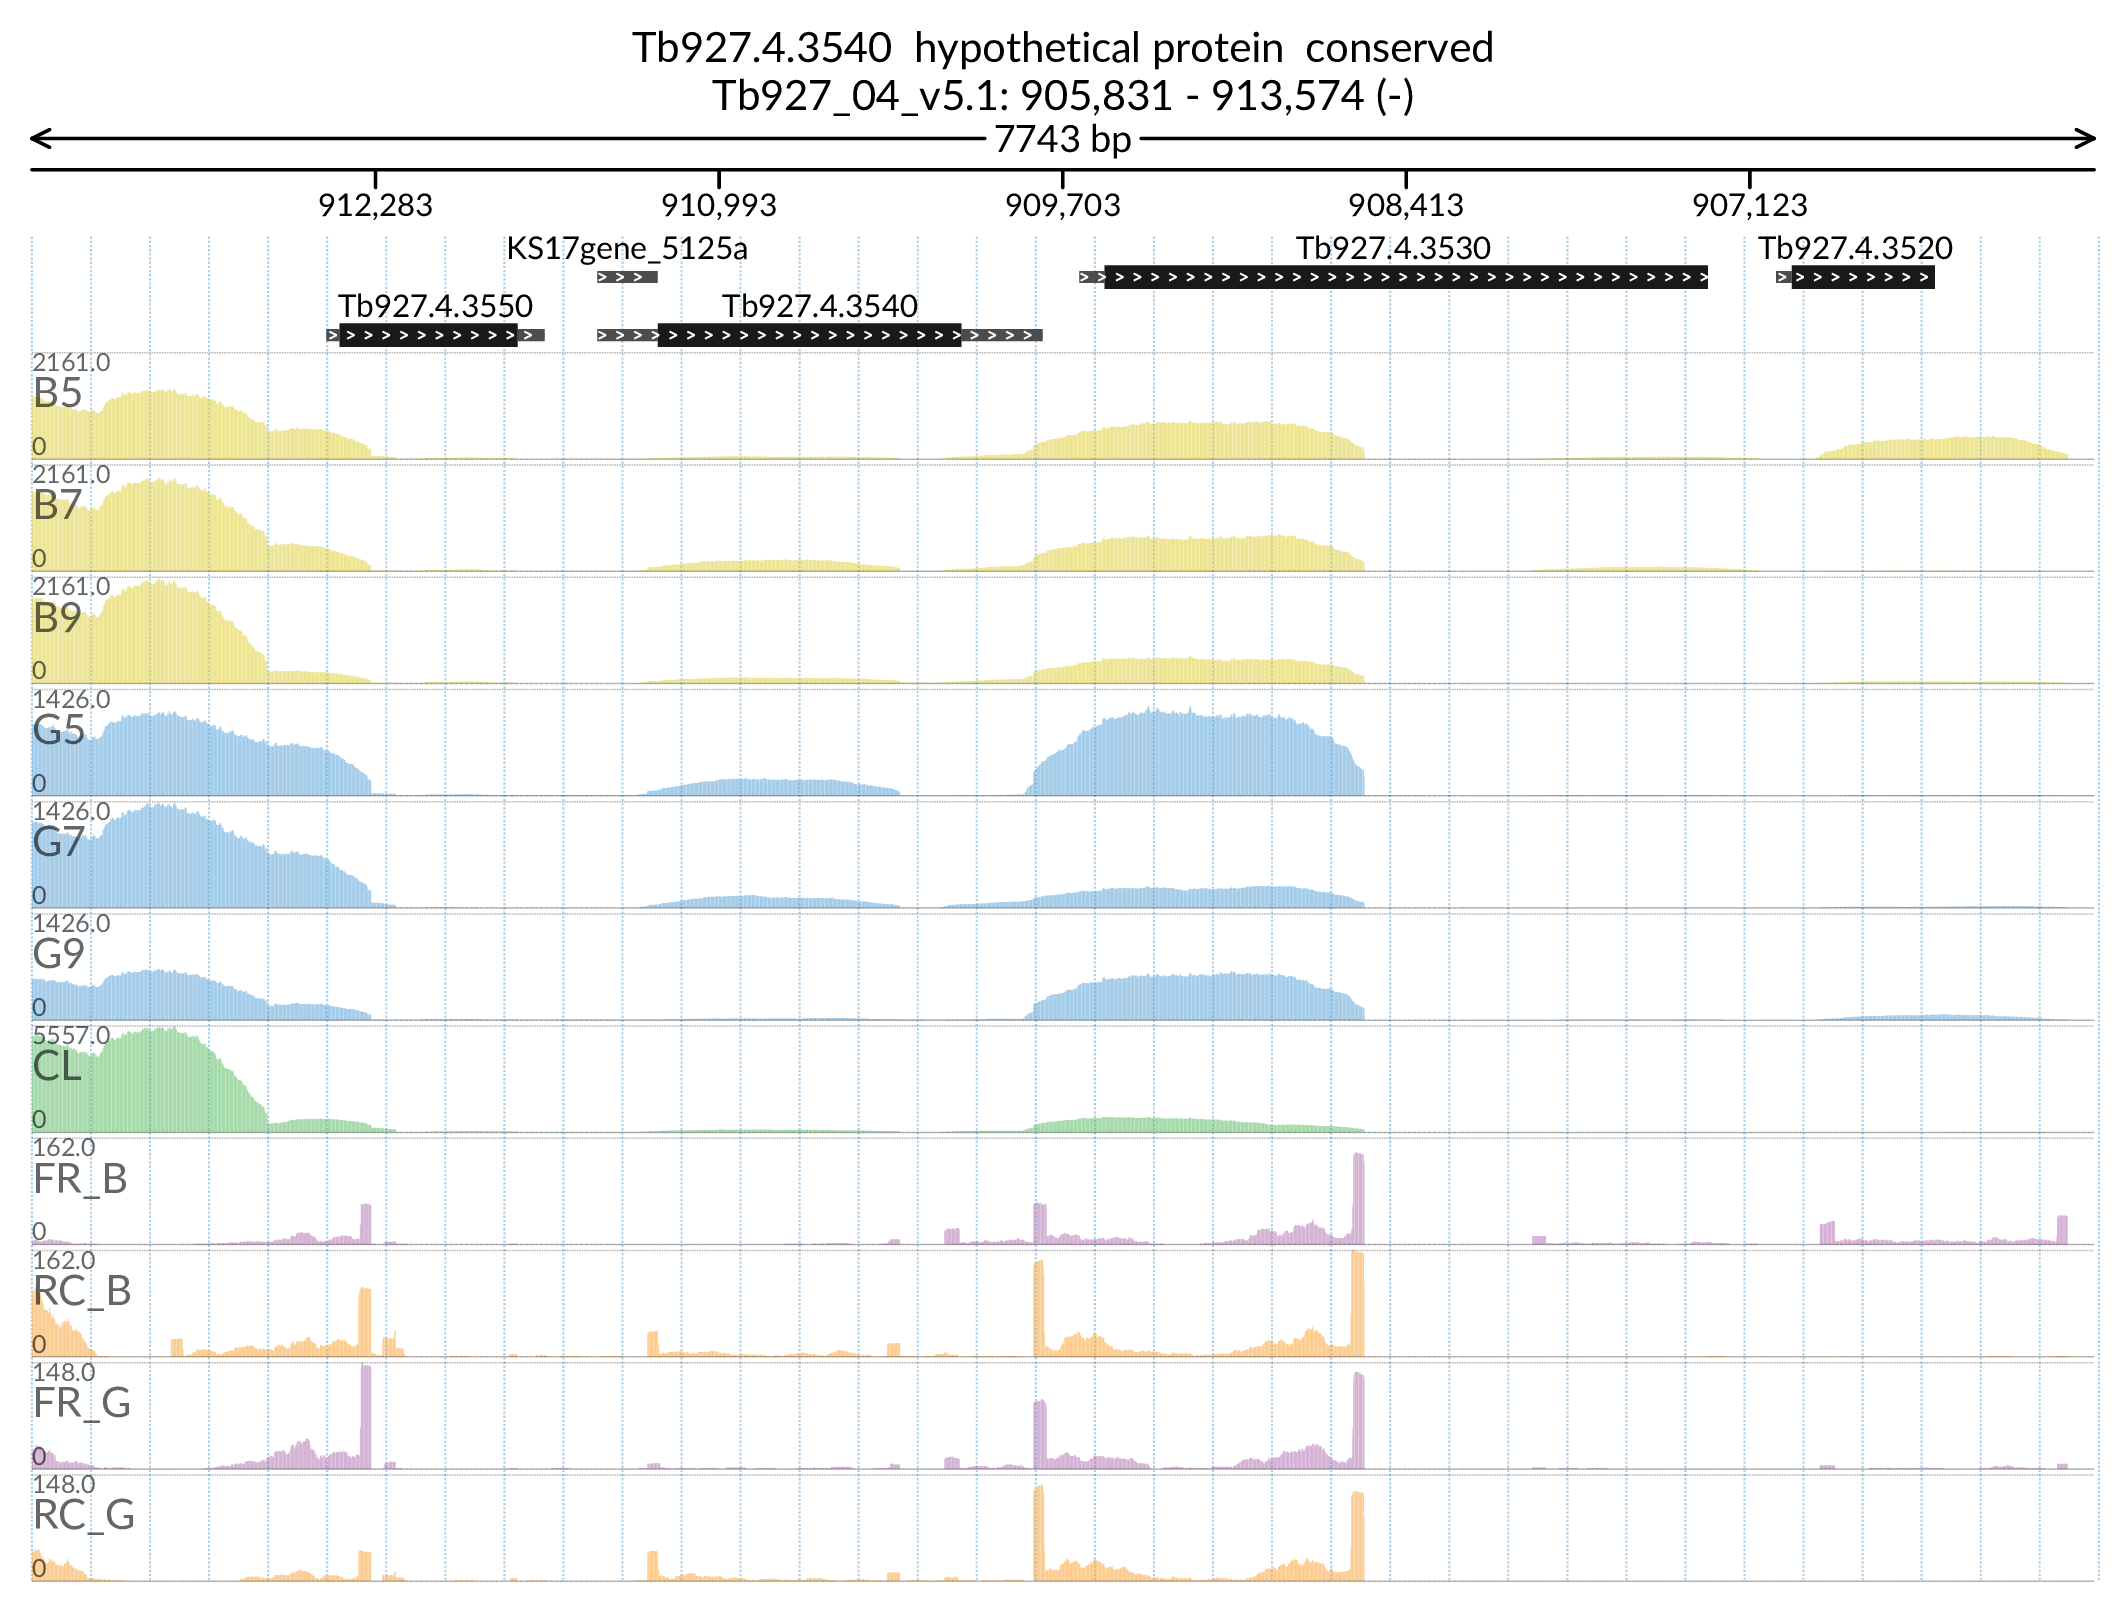 Tb927.4.3540  hypothetical protein  conserved
Tb927_04_v5.1: 905,831 - 913,574 (-)
7743 bp
912,283 910,993 909,703 908,413 907,123
KS17gene_5125a Tb927.4.3530 Tb927.4.3520
Tb927.4.3550 Tb927.4.3540
2161.0
B5
0
2161.0
B7
0
2161.0
B9
0
1426.0
G5
0
1426.0
G7
0
1426.0
G9
0
5557.0
CL
0
162.0
FR_B
0
162.0
RC_B
0
148.0
FR_G
0
148.0
RC_G
0